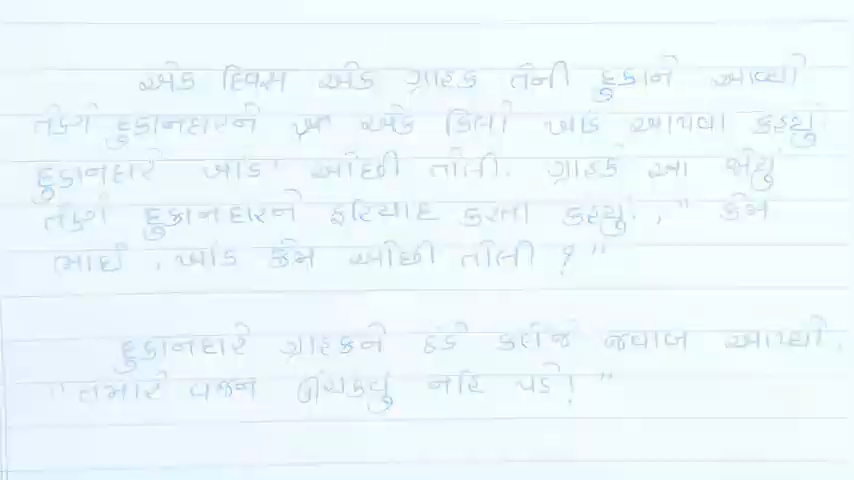 એક દિવસ એક ગ્રાહક તેની દુકાને આવ્યો
તેણે દુકાનદારને એક કિલો ખાંડ આપવા કહ્યું
દુકાનદારે ખાંડ ઓછી તોલી. ગ્રાહકે આ જોયું
તેણે દુકાનદારને ફરિયાદ કરતા કહ્યું, " કેમ
ભાઈ, ખાંડ કેમ ઓછી તોલી ? "
દુકાનદારે ગ્રાહકને ઠંડે કલેજે જવાબ આપ્યો.
" તમારે વજન ઊંચકવું નહિ પડે! "